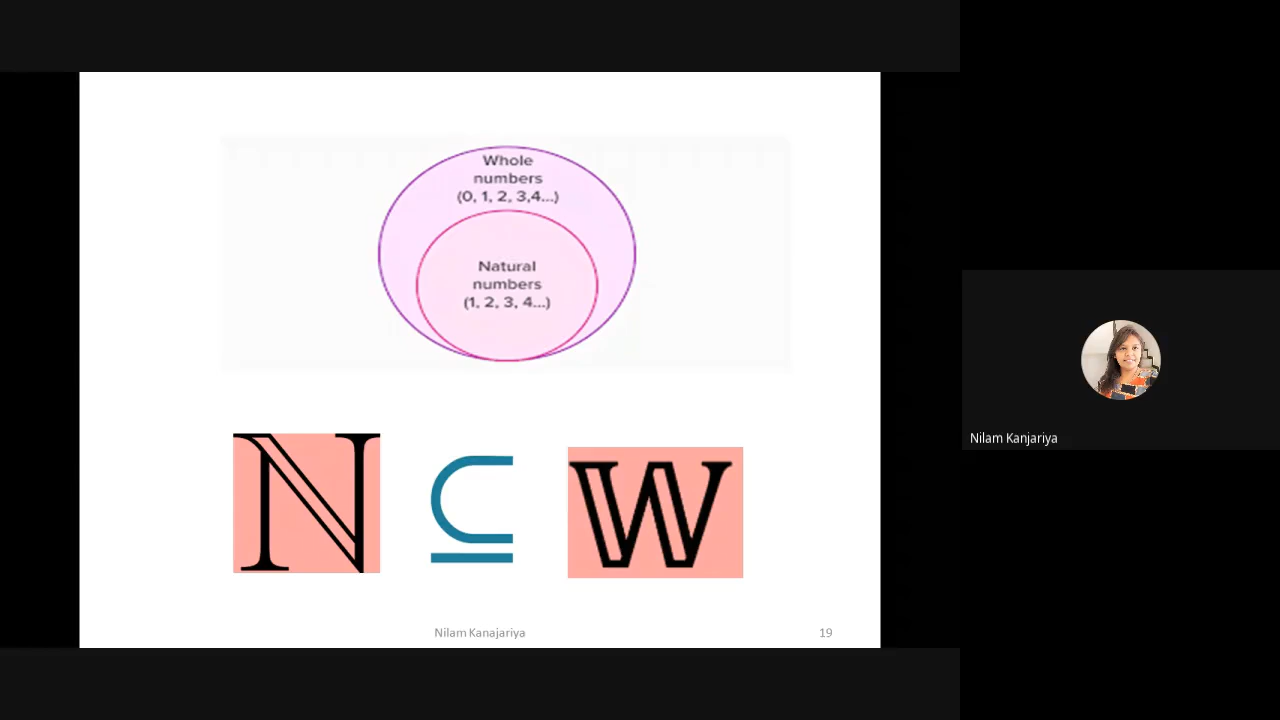 Whole
numbers
(0, 1, 2, 3,4...)
Natural
numbers
(1, 2, 3, 4...)
ℕ ⊆ 𝕎
Nilam Kanajariya
19
Nilam Kanjariya